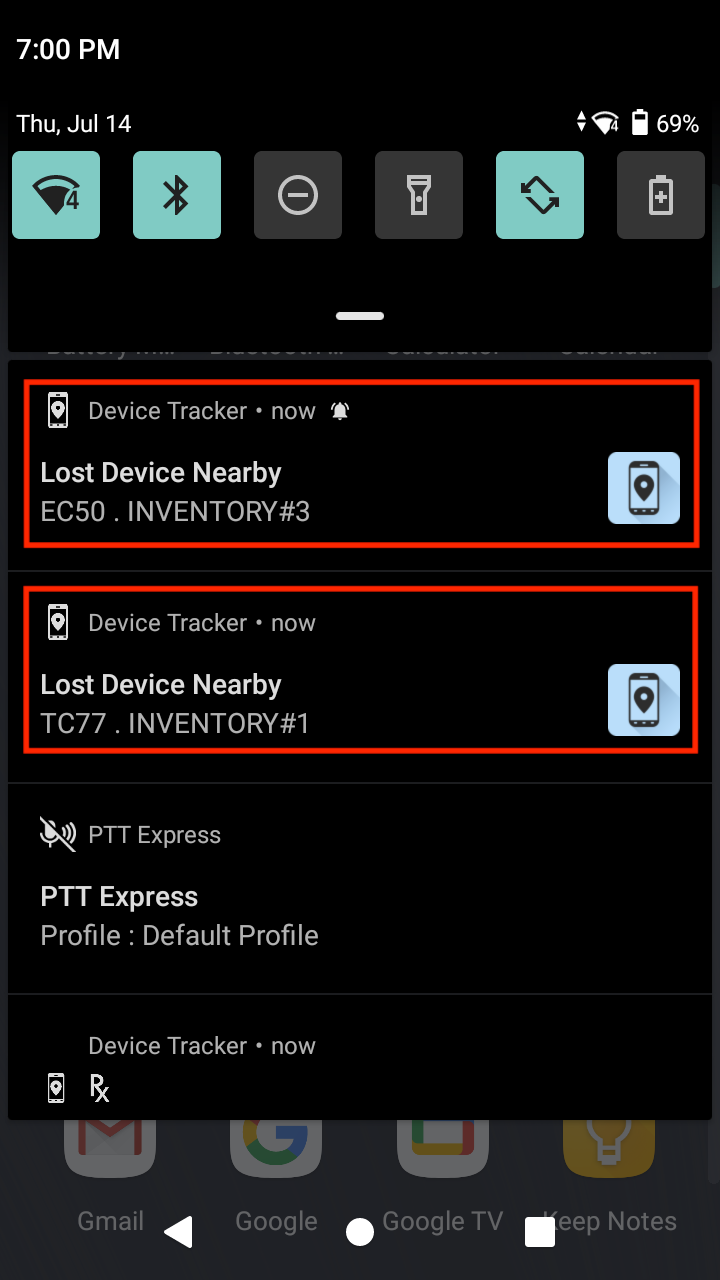 7:00 PM
Thu, Jul 14
4
69%
4
Device Tracker • now
Lost Device Nearby
EC50 . INVENTORY#3
Device Tracker • now
Lost Device Nearby
TC77 . INVENTORY#1
PTT Express
PTT Express
Profile : Default Profile
Device Tracker • now
℞
Gmail
Google
Google TV
Keep Notes